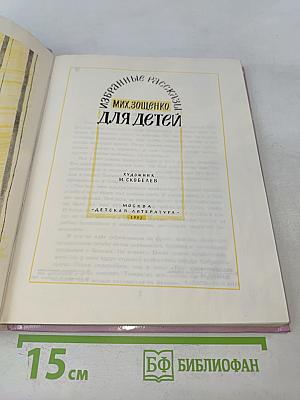 ИЗБРАННЫЕ РАССКАЗЫ
МИХ. ЗОЩЕНКО
ДЛЯ ДЕТЕЙ
ХУДОЖНИК
М. СКОБЕЛЕВ
МОСКВА
«ДЕТСКАЯ ЛИТЕРАТУРА»
15 см
БФ БИБЛИОФАН